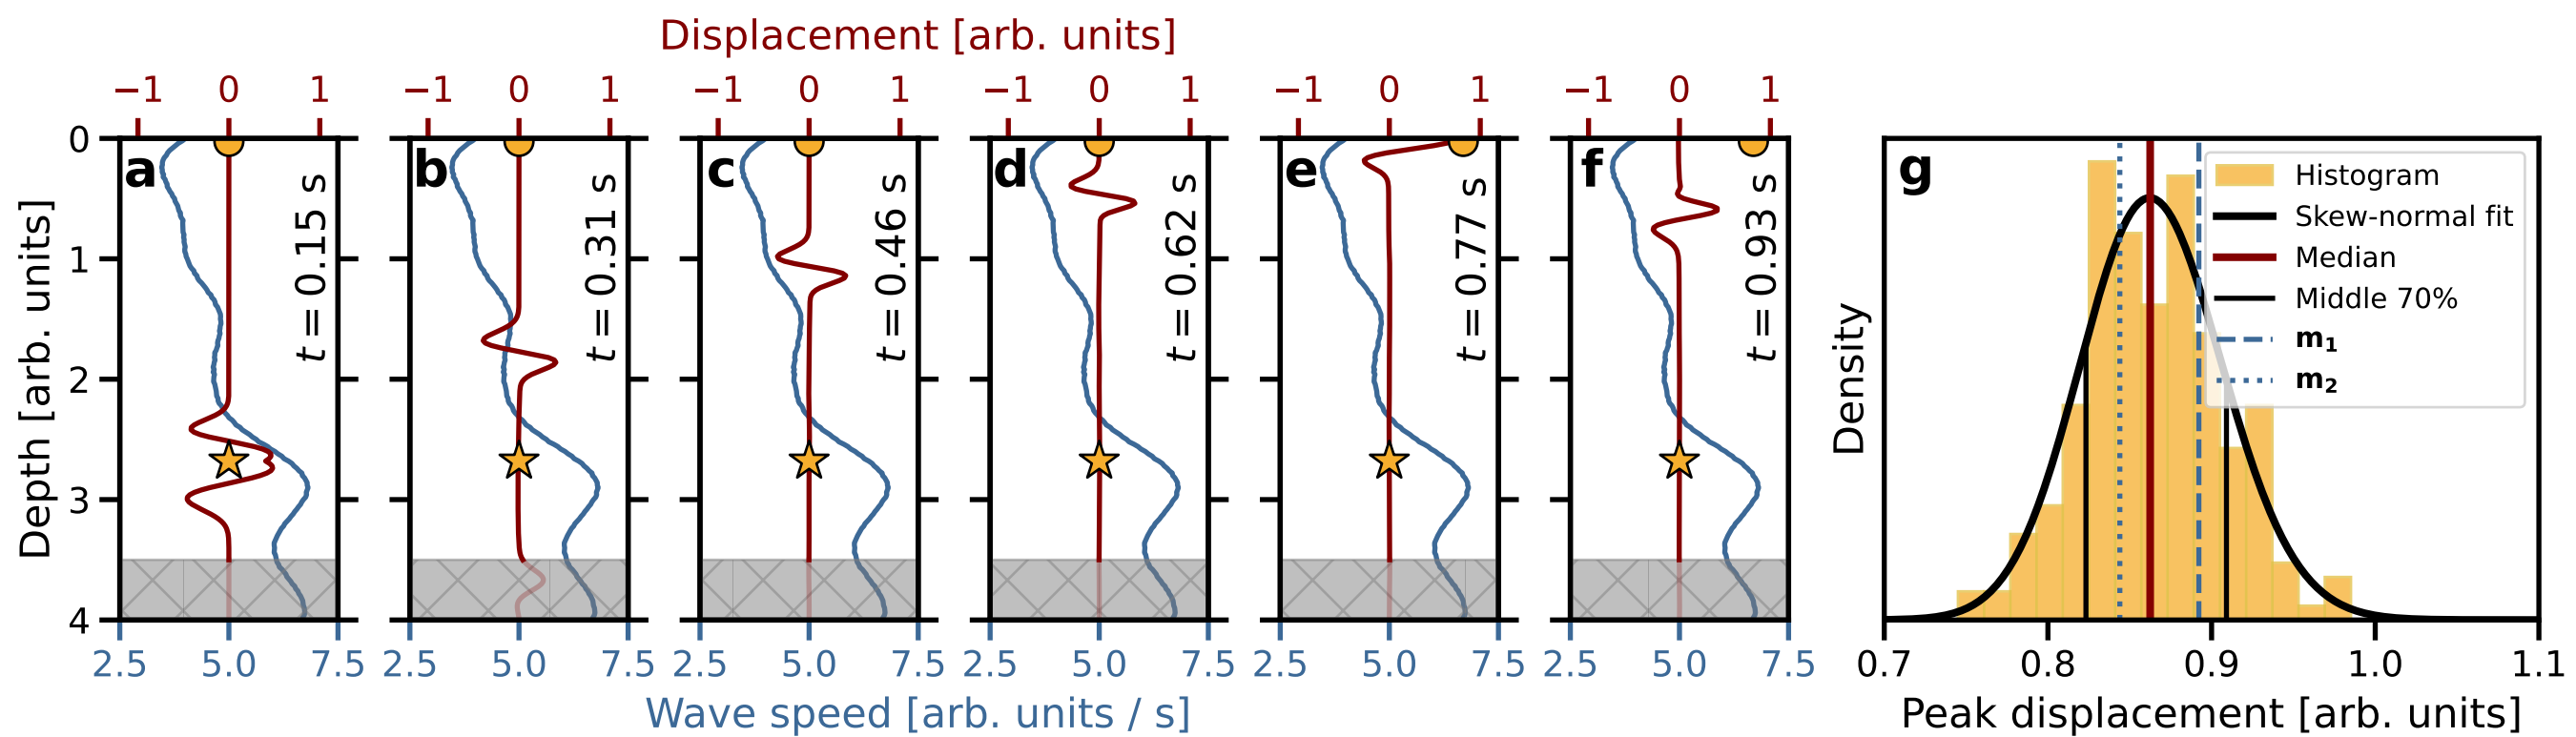 Displacement [arb. units]
−1 0 1 −1 0 1 −1 0 1 −1 0 1 −1 0 1 −1 0 1
a b c d e f g
t = 0.15 s
t = 0.31 s
t = 0.46 s
t = 0.62 s
t = 0.77 s
t = 0.93 s
Depth [arb. units]
0
1
2
3
4
2.5 5.0 7.5 2.5 5.0 7.5 2.5 5.0 7.5 2.5 5.0 7.5 2.5 5.0 7.5 2.5 5.0 7.5
Wave speed [arb. units / s]
Density
Histogram
Skew-normal fit
Median
Middle 70%
m1
m2
0.7 0.8 0.9 1.0 1.1
Peak displacement [arb. units]